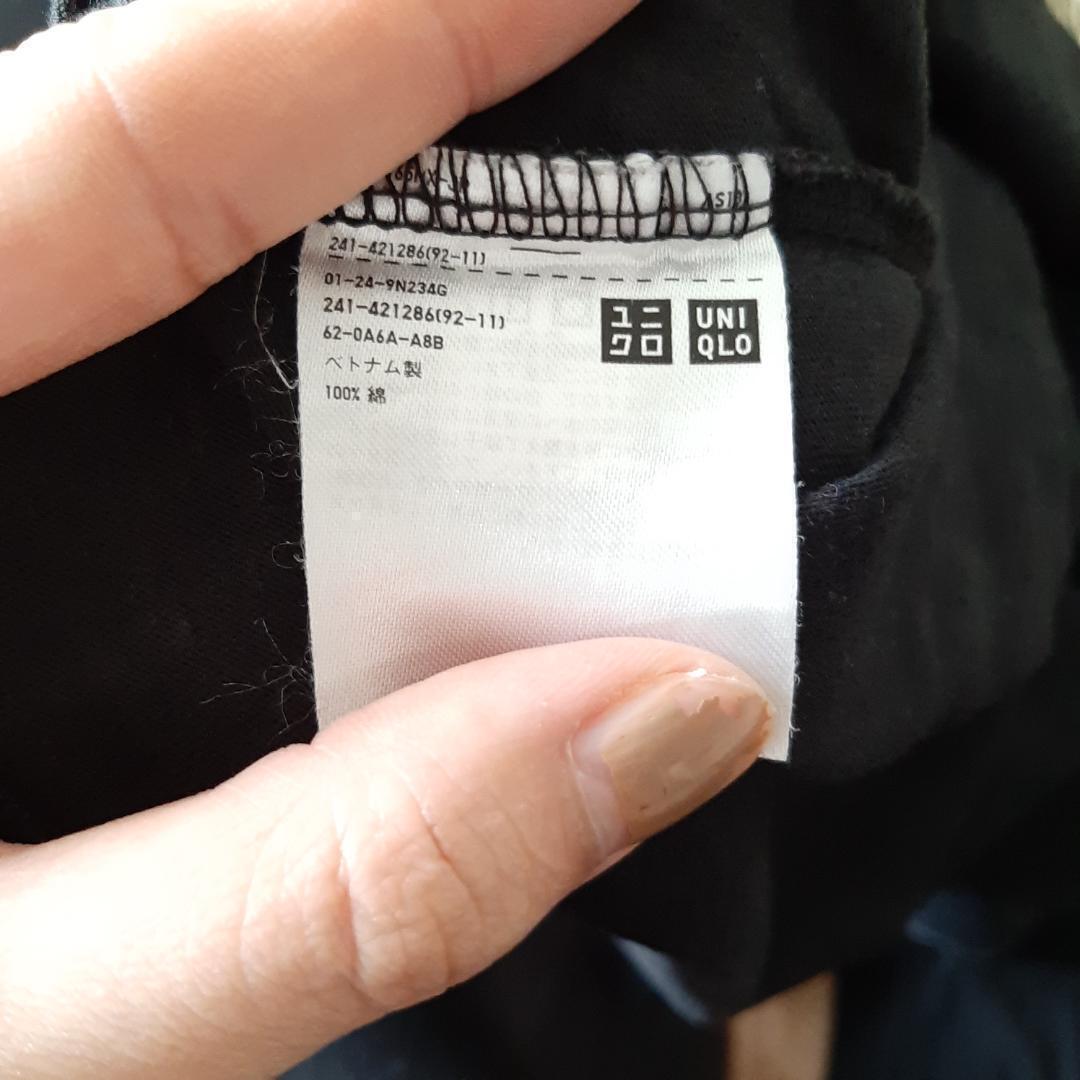 241-421286(92-11)
01-24-9N234G
241-421286(92-11)
62-0A6A-A8B
ベトナム製
100% 綿
ユニ
クロ
UNI
QLO